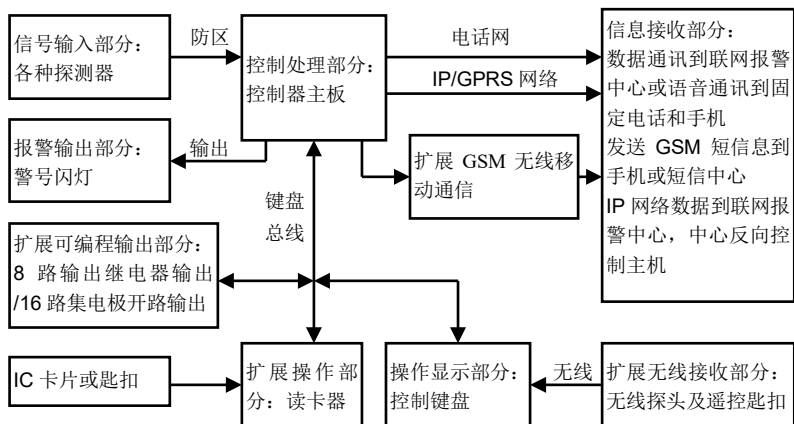 信号输入部分：
各种探测器
防区
控制处理部分：
控制器主板
电话网
IP/GPRS 网络
信息接收部分：
数据通讯到联网报警
中心或语音通讯到固
定电话和手机
发送 GSM 短信息到
手机或短信中心
IP 网络数据到联网报
警中心，中心反向控
制主机
报警输出部分：
警号闪灯
输出
扩展 GSM 无线移
动通信
键盘
总线
扩展可编程输出部分：
8 路输出继电器输出
/16 路集电极开路输出
IC 卡片或匙扣
扩展操作部
分：读卡器
操作显示部分：
控制键盘
无线
扩展无线接收部分：
无线探头及遥控匙扣